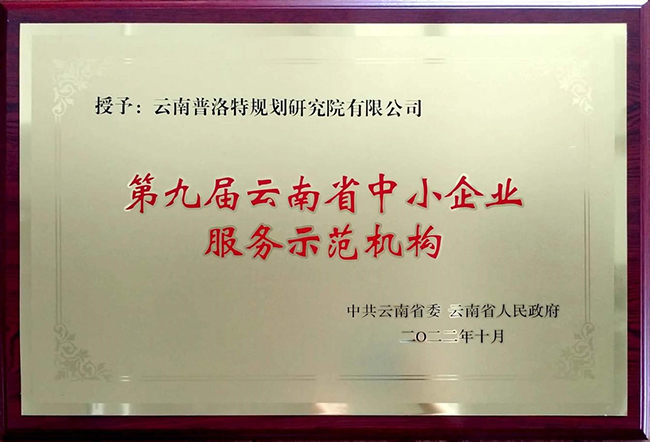 授予：云南普洛特规划研究院有限公司
第九届云南省中小企业
服务示范机构
中共云南省委 云南省人民政府
二〇二二年十月